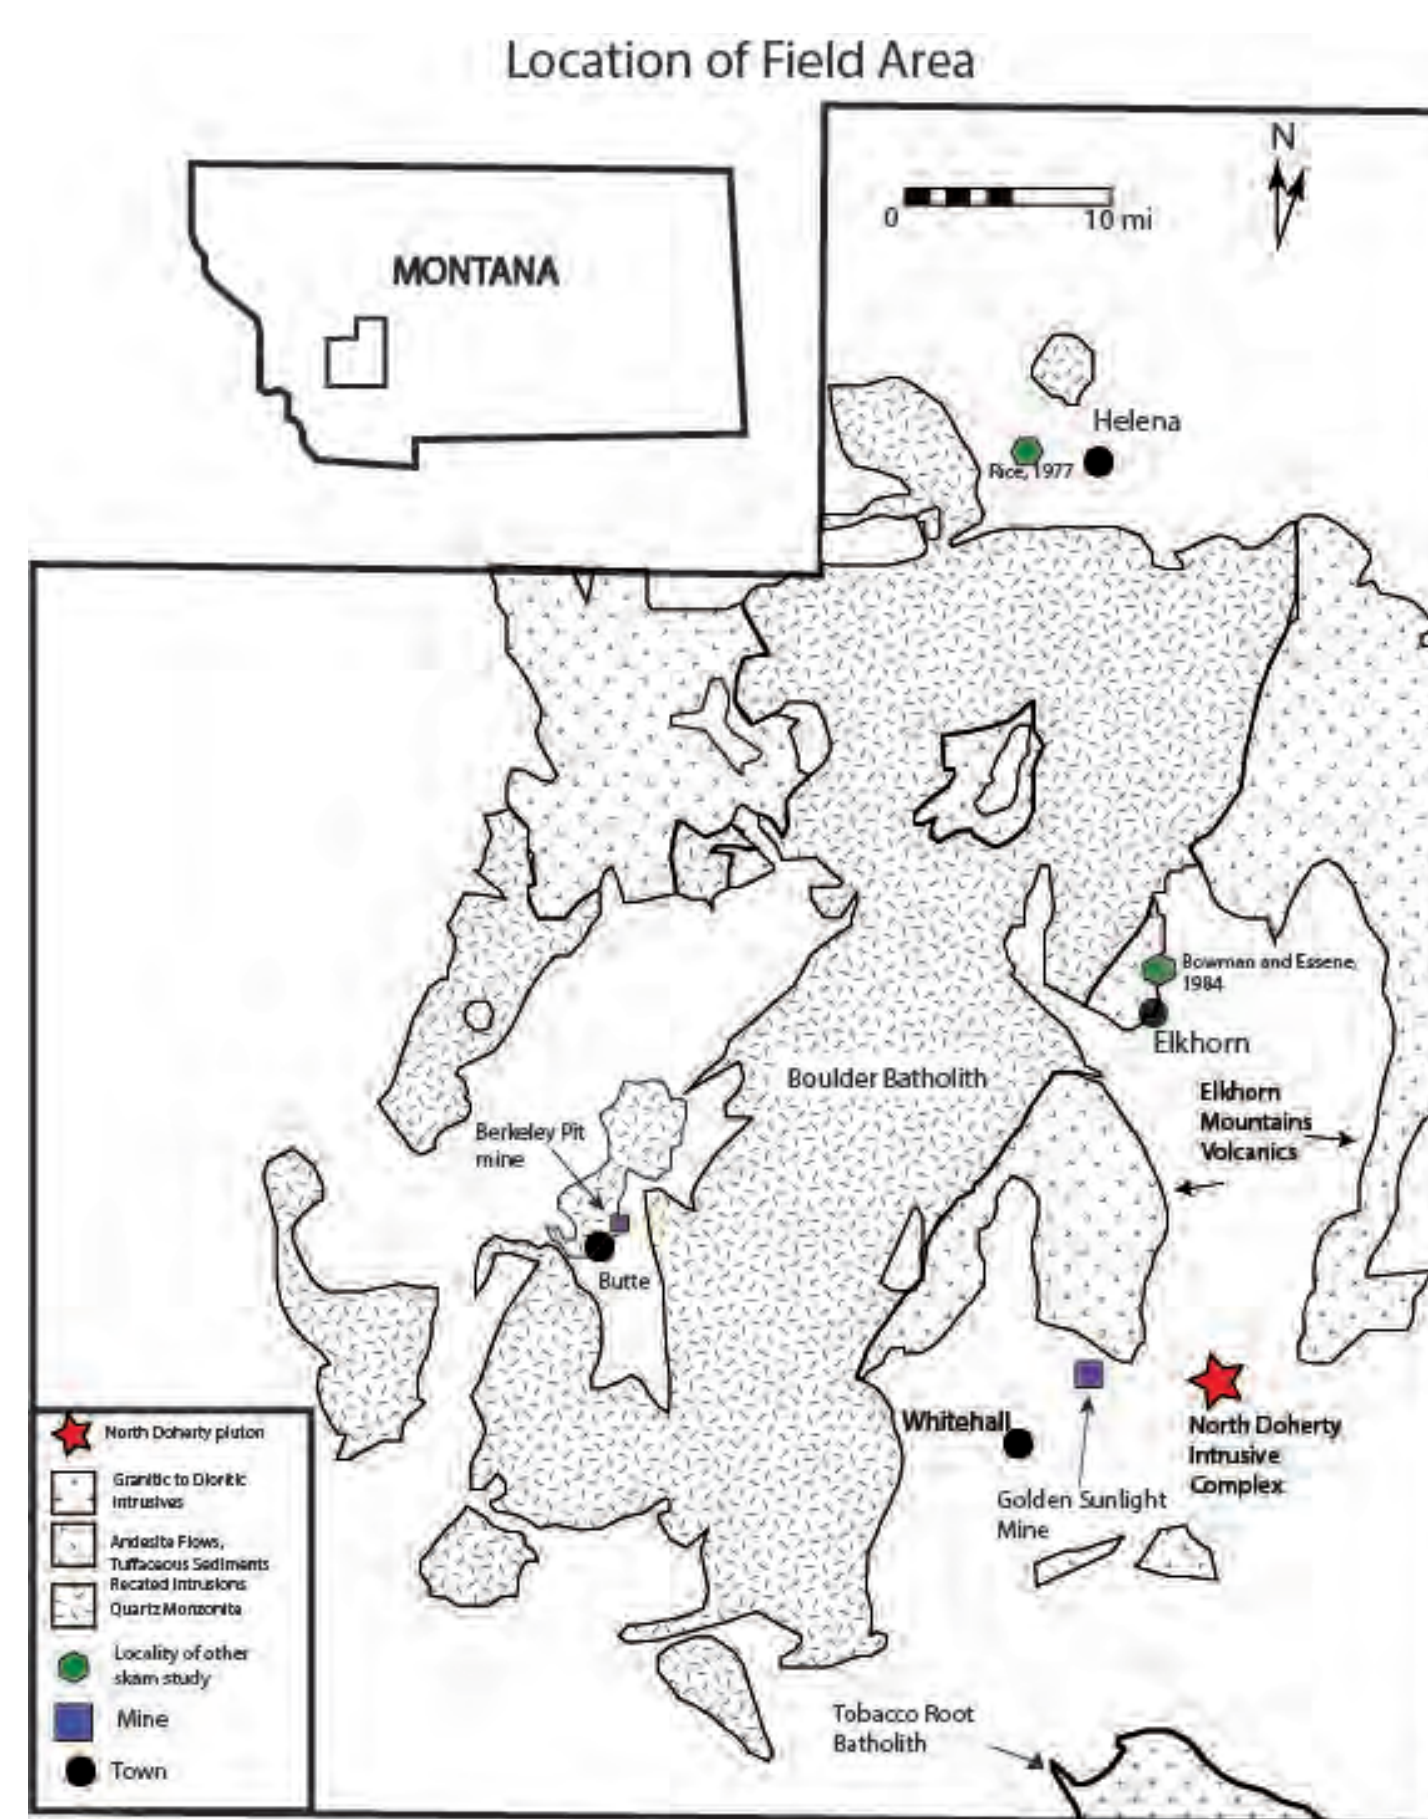 Location of Field Area
MONTANA
N
0
10 mi
Helena
Rice, 1977
Bowman and Essene,
1984
Elkhorn
Boulder Batholith
Elkhorn
Mountains
Volcanics
Berkeley Pit
mine
Butte
Whitehall
North Doherty
Intrusive
Complex
Golden Sunlight
Mine
Tobacco Root
Batholith
North Doherty pluton
Granitic to Dioritic
Intrusives
Andesite Flows,
Tuffaceous Sediments
Recated Intrusions
Quartz Monzonite
Locality of other
skarn study
Mine
Town